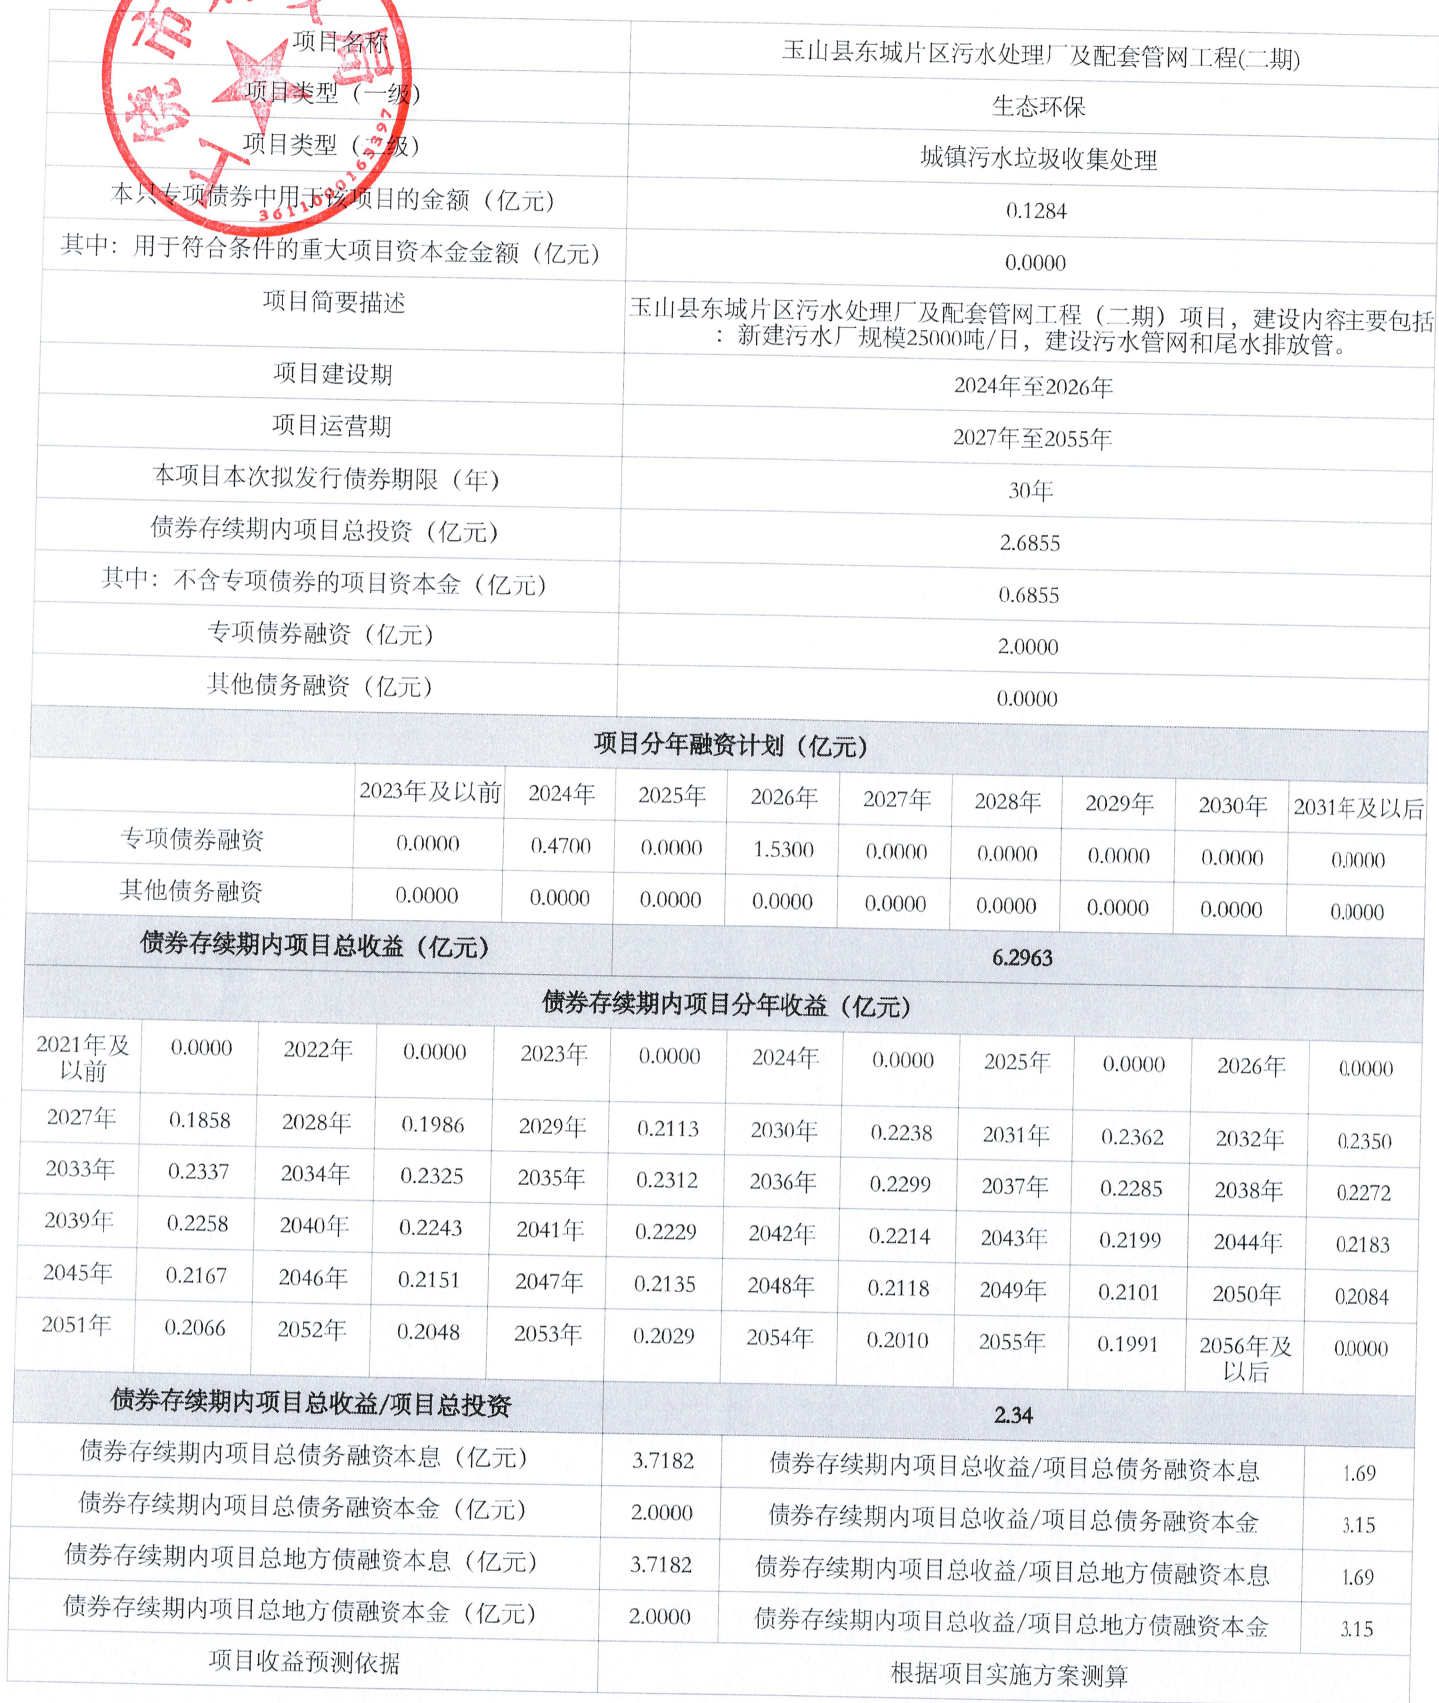 项目名称 玉山县东城片区污水处理厂及配套管网工程(二期)
项目类型（一级） 生态环保
项目类型（二级） 城镇污水垃圾收集处理
本只专项债券中用于该项目的金额（亿元） 0.1284
其中：用于符合条件的重大项目资本金金额（亿元） 0.0000
项目简要描述 玉山县东城片区污水处理厂及配套管网工程（二期）项目，建设内容主要包括
：新建污水厂规模25000吨/日，建设污水管网和尾水排放管。
项目建设期 2024年至2026年
项目运营期 2027年至2055年
本项目本次拟发行债券期限（年） 30年
债券存续期内项目总投资（亿元） 2.6855
其中：不含专项债券的项目资本金（亿元） 0.6855
专项债券融资（亿元） 2.0000
其他债务融资（亿元） 0.0000
项目分年融资计划（亿元）
2023年及以前 2024年 2025年 2026年 2027年 2028年 2029年 2030年 2031年及以后
专项债券融资 0.0000 0.4700 0.0000 1.5300 0.0000 0.0000 0.0000 0.0000 0.0000
其他债务融资 0.0000 0.0000 0.0000 0.0000 0.0000 0.0000 0.0000 0.0000 0.0000
债券存续期内项目总收益（亿元） 6.2963
债券存续期内项目分年收益（亿元）
2021年及以前 0.0000 2022年 0.0000 2023年 0.0000 2024年 0.0000 2025年 0.0000 2026年 0.0000
2027年 0.1858 2028年 0.1986 2029年 0.2113 2030年 0.2238 2031年 0.2362 2032年 0.2350
2033年 0.2337 2034年 0.2325 2035年 0.2312 2036年 0.2299 2037年 0.2285 2038年 0.2272
2039年 0.2258 2040年 0.2243 2041年 0.2229 2042年 0.2214 2043年 0.2199 2044年 0.2183
2045年 0.2167 2046年 0.2151 2047年 0.2135 2048年 0.2118 2049年 0.2101 2050年 0.2084
2051年 0.2066 2052年 0.2048 2053年 0.2029 2054年 0.2010 2055年 0.1991 2056年及以后 0.0000
债券存续期内项目总收益/项目总投资 2.34
债券存续期内项目总债务融资本息（亿元） 3.7182 债券存续期内项目总收益/项目总债务融资本息 1.69
债券存续期内项目总债务融资本金（亿元） 2.0000 债券存续期内项目总收益/项目总债务融资本金 3.15
债券存续期内项目总地方债融资本息（亿元） 3.7182 债券存续期内项目总收益/项目总地方债融资本息 1.69
债券存续期内项目总地方债融资本金（亿元） 2.0000 债券存续期内项目总收益/项目总地方债融资本金 3.15
项目收益预测依据 根据项目实施方案测算
上饶市
局
3611000163397